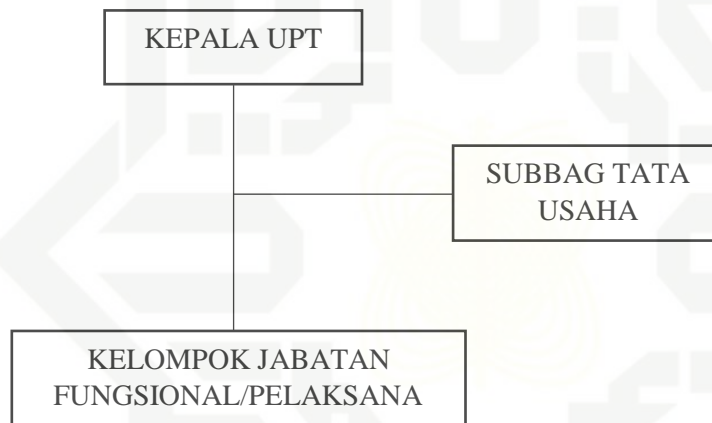 KEPALA UPT
SUBBAG TATA
USAHA
KELOMPOK JABATAN
FUNGSIONAL/PELAKSANA